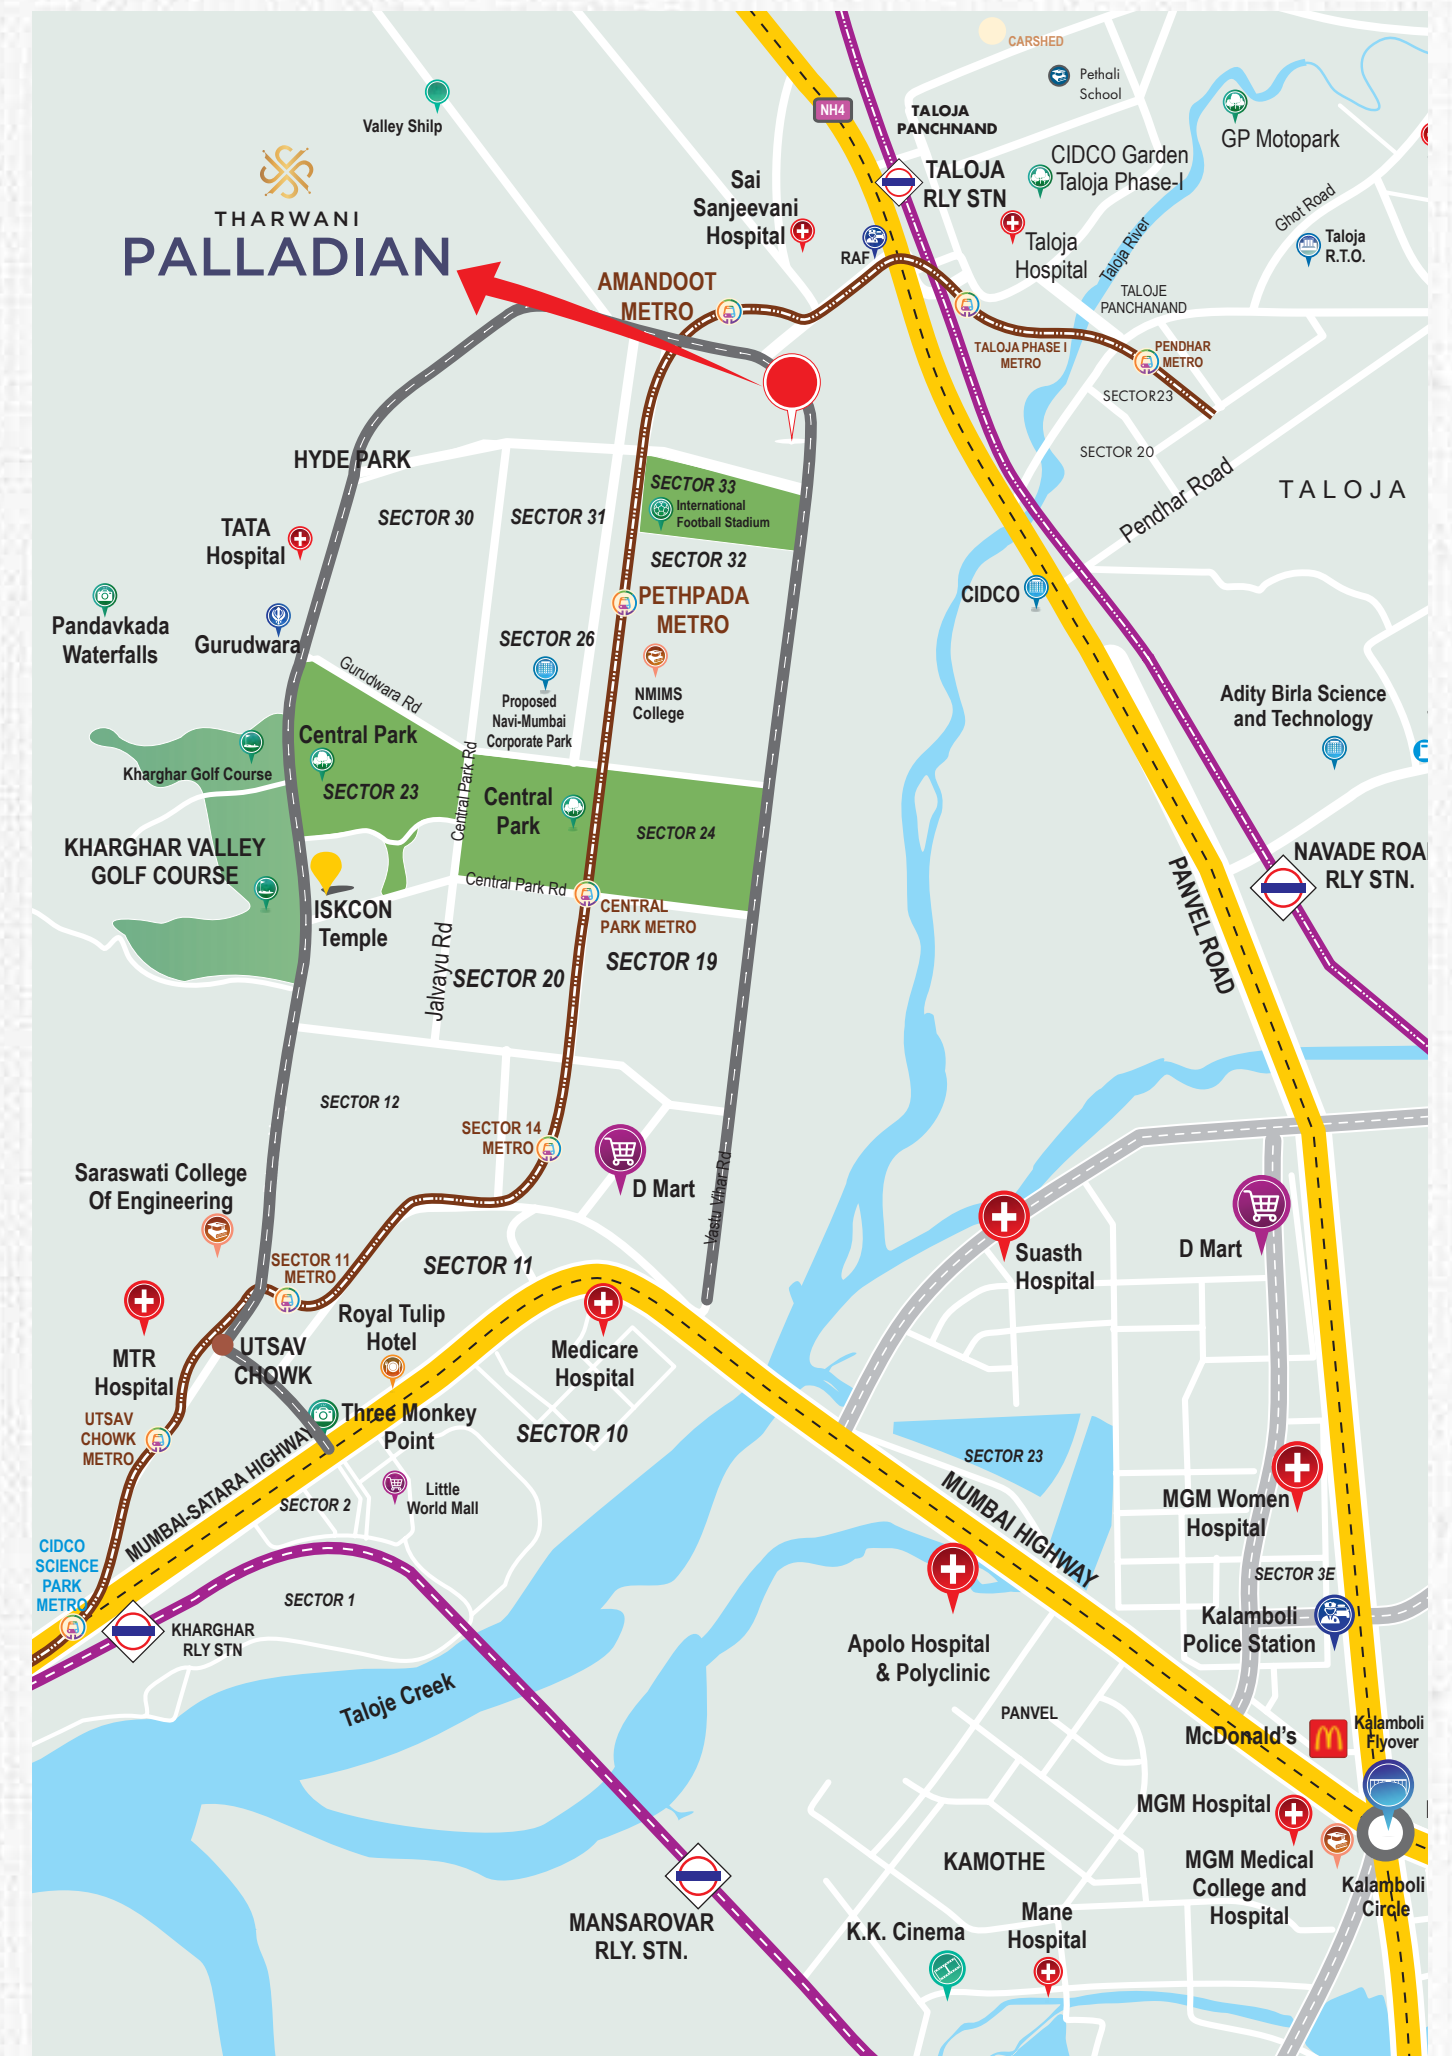 CARSHED
Pethali
School
Valley Shilp
NH4
TALOJA
PANCHNAND
GP Motopark
THARWANI
PALLADIAN
Sai
Sanjeevani
Hospital
TALOJA
RLY STN
CIDCO Garden
Taloja Phase-I
Taloja
Hospital
Ghot Road
Taloja River
Taloja
R.T.O.
RAF
AMANDOOT
METRO
TALOJE
PANCHANAND
TALOJA PHASE I
METRO
PENDHAR
METRO
SECTOR23
SECTOR 20
Pendhar Road
TALOJA
HYDE PARK
SECTOR 30
SECTOR 31
SECTOR 33
International
Football Stadium
SECTOR 32
TATA
Hospital
Pandavkada
Waterfalls
Gurudwara
PETHPADA
METRO
CIDCO
SECTOR 26
Proposed
Navi-Mumbai
Corporate Park
NMIMS
College
Gurudwara Rd
Adity Birla Science
and Technology
Central Park
Kharghar Golf Course
SECTOR 23
Central Park Rd
Central
Park
SECTOR 24
KHARGHAR VALLEY
GOLF COURSE
Central Park Rd
CENTRAL
PARK METRO
ISKCON
Temple
NAVADE ROA
RLY STN.
PANVEL ROAD
Jalvayu Rd
SECTOR 20
SECTOR 19
SECTOR 12
SECTOR 14
METRO
D Mart
Vastu Vihar Rd
Saraswati College
Of Engineering
SECTOR 11
METRO
SECTOR 11
Suasth
Hospital
D Mart
MTR
Hospital
UTSAV
CHOWK
Royal Tulip
Hotel
Medicare
Hospital
UTSAV
CHOWK
METRO
Three Monkey
Point
SECTOR 10
MUMBAI-SATARA HIGHWAY
Little
World Mall
SECTOR 2
SECTOR 23
MUMBAI HIGHWAY
MGM Women
Hospital
CIDCO
SCIENCE
PARK
METRO
SECTOR 1
KHARGHAR
RLY STN
SECTOR 3E
Kalamboli
Police Station
Apolo Hospital
& Polyclinic
Taloje Creek
PANVEL
McDonald's
Kalamboli
Flyover
MGM Hospital
MGM Medical
College and
Hospital
Kalamboli
Circle
KAMOTHE
MANSAROVAR
RLY. STN.
K.K. Cinema
Mane
Hospital